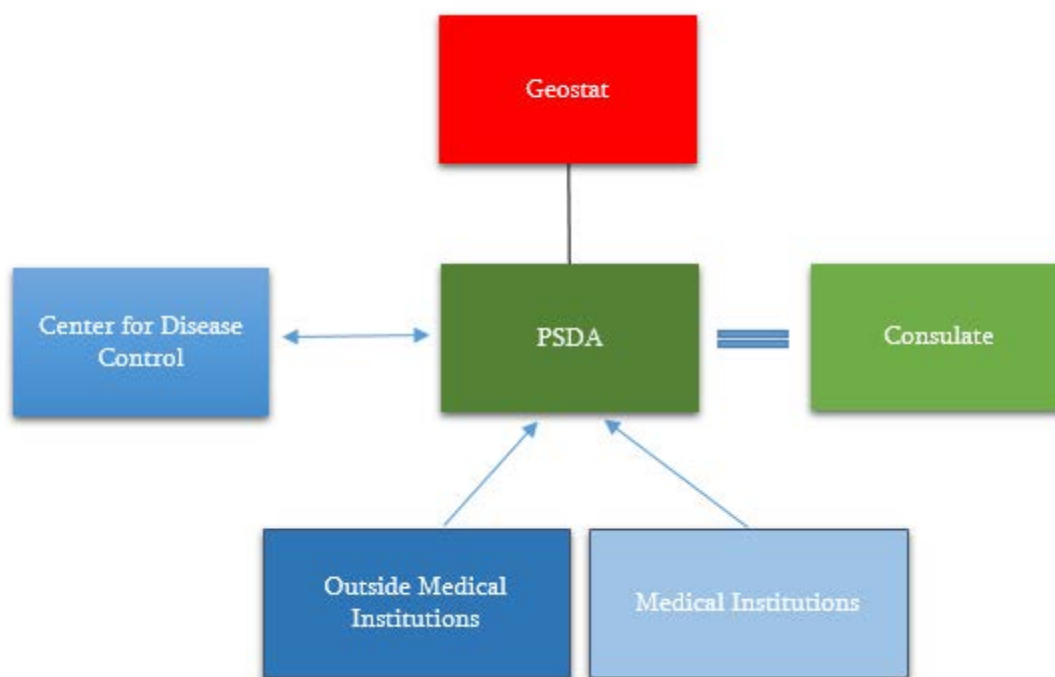 Geostat
Center for Disease
Control
PSDA
Consulate
Outside Medical
Institutions
Medical Institutions